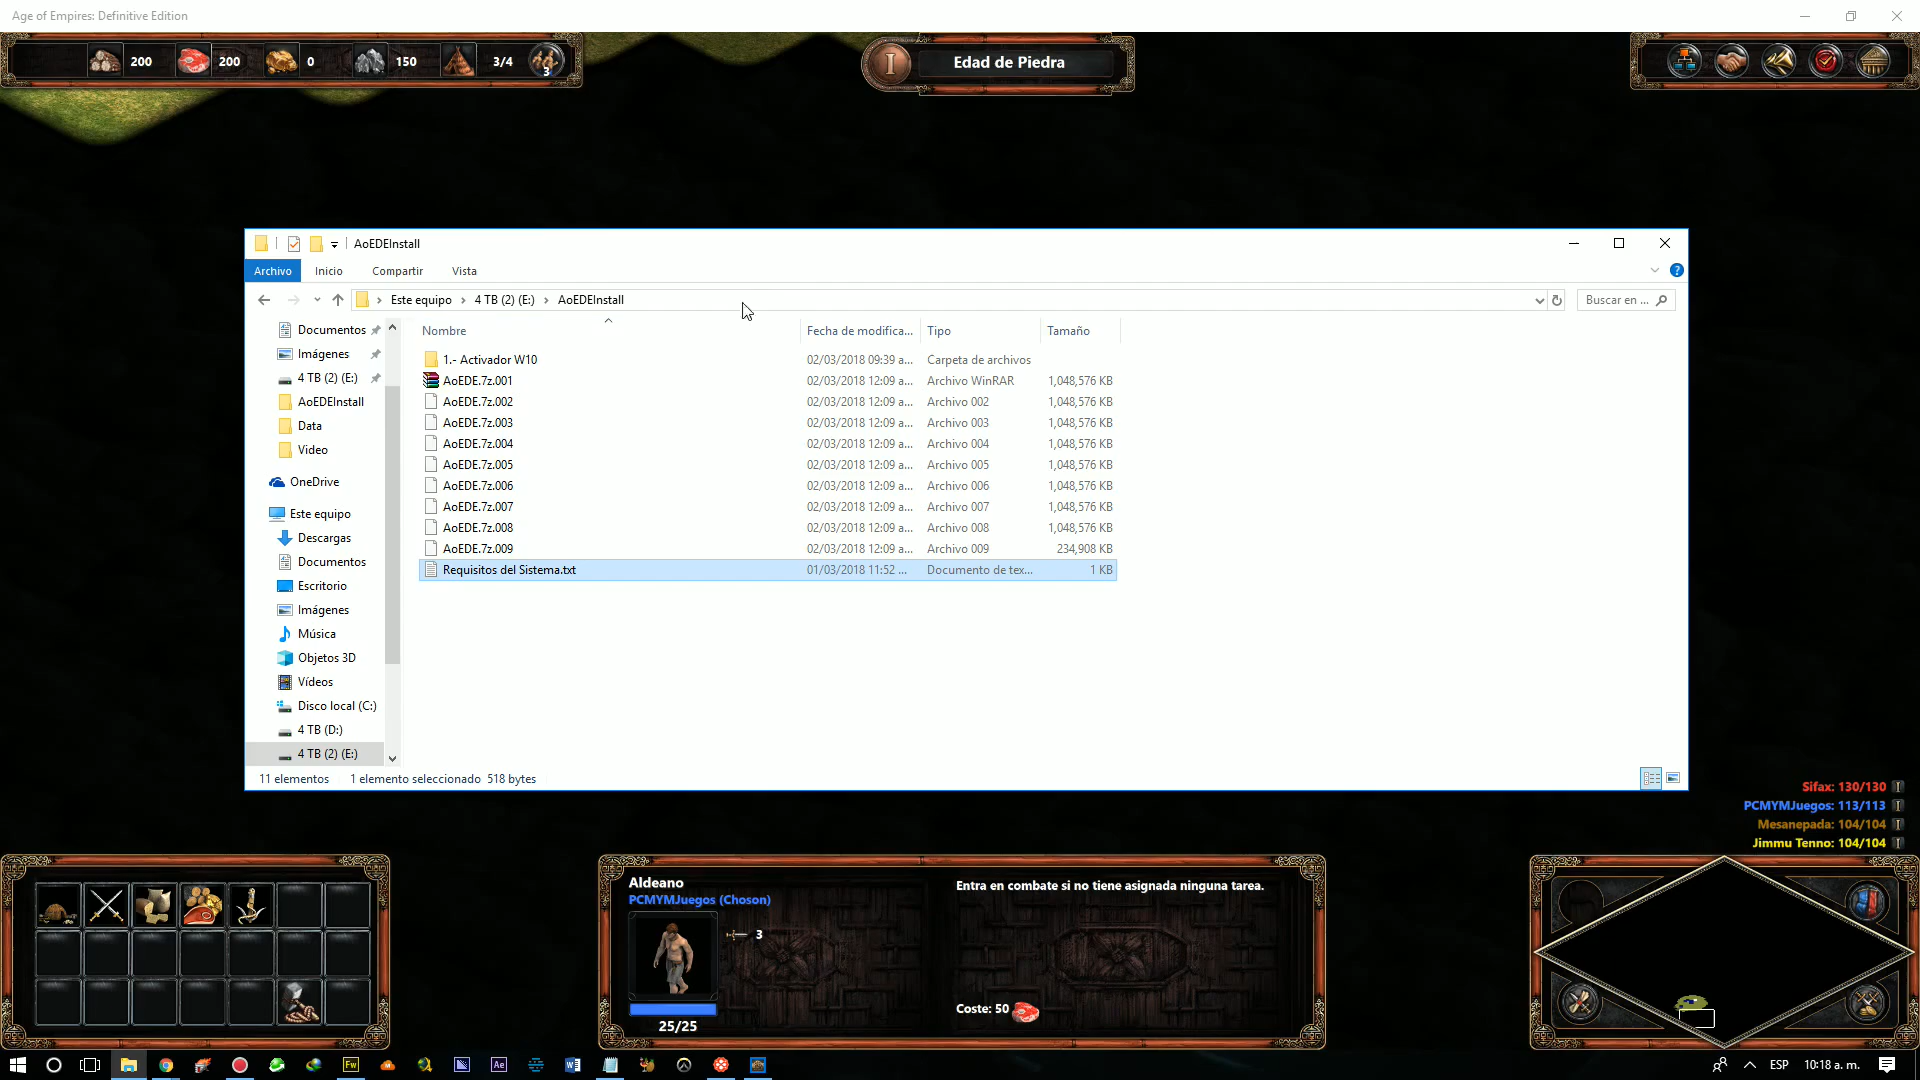 Age of Empires: Definitive Edition
200
200
0
150
3/4
3
I
Edad de Piedra
AoEDEInstall
Archivo
Inicio
Compartir
Vista
Este equipo
4 TB (2) (E:)
AoEDEInstall
Buscar en ...
Documentos
Imágenes
4 TB (2) (E:)
AoEDEInstall
Data
Video
OneDrive
Este equipo
Descargas
Documentos
Escritorio
Imágenes
Música
Objetos 3D
Vídeos
Disco local (C:)
4 TB (D:)
4 TB (2) (E:)
Nombre Fecha de modifica... Tipo Tamaño
1.- Activador W10 02/03/2018 09:39 a... Carpeta de archivos
AoEDE.7z.001 02/03/2018 12:09 a... Archivo WinRAR 1,048,576 KB
AoEDE.7z.002 02/03/2018 12:09 a... Archivo 002 1,048,576 KB
AoEDE.7z.003 02/03/2018 12:09 a... Archivo 003 1,048,576 KB
AoEDE.7z.004 02/03/2018 12:09 a... Archivo 004 1,048,576 KB
AoEDE.7z.005 02/03/2018 12:09 a... Archivo 005 1,048,576 KB
AoEDE.7z.006 02/03/2018 12:09 a... Archivo 006 1,048,576 KB
AoEDE.7z.007 02/03/2018 12:09 a... Archivo 007 1,048,576 KB
AoEDE.7z.008 02/03/2018 12:09 a... Archivo 008 1,048,576 KB
AoEDE.7z.009 02/03/2018 12:09 a... Archivo 009 234,908 KB
Requisitos del Sistema.txt 01/03/2018 11:52 ... Documento de tex... 1 KB
11 elementos 1 elemento seleccionado 518 bytes
Sifax: 130/130 I
PCMYMJuegos: 113/113 I
Mesanepada: 104/104 I
Jimmu Tenno: 104/104 I
Aldeano
PCMYMJuegos (Choson)
3
25/25
Entra en combate si no tiene asignada ninguna tarea.
Coste: 50
Fw
Ae
W
ESP
10:18 a. m.